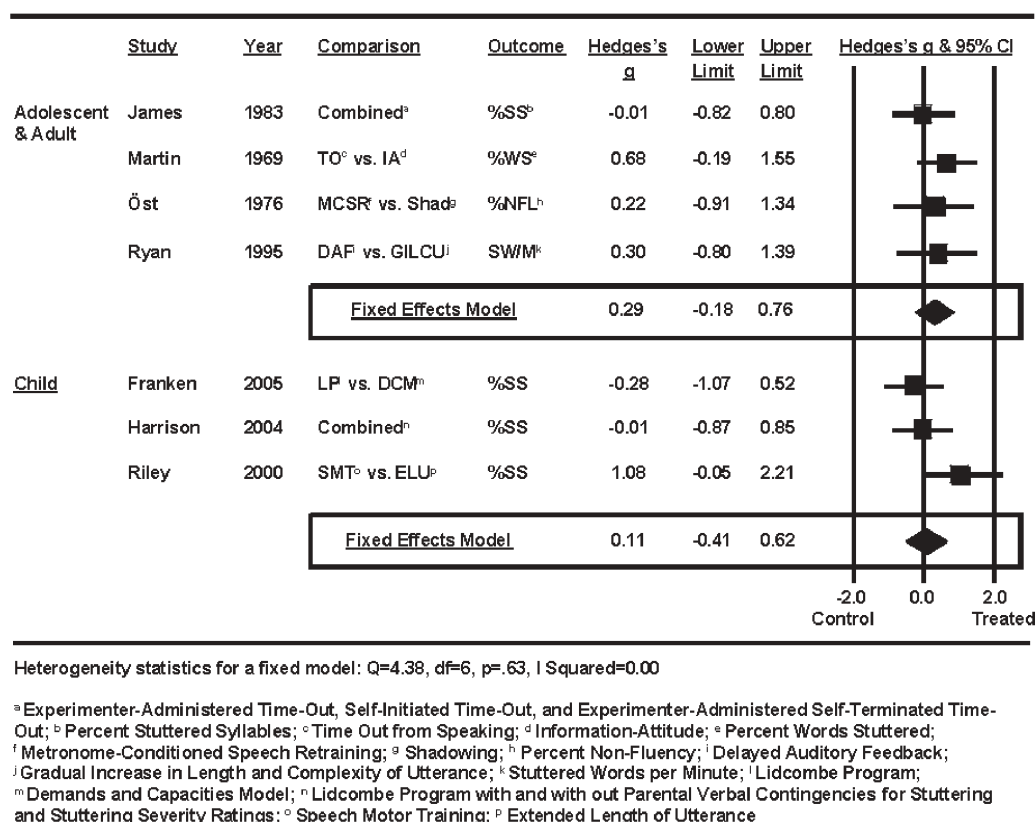 Study Year Comparison Outcome Hedges's g Lower Limit Upper Limit Hedges's g & 95% CI
Adolescent & Adult James 1983 Combinedᵃ %SSᵇ -0.01 -0.82 0.80
Martin 1969 TOᶜ vs. IAᵈ %WSᵉ 0.68 -0.19 1.55
Öst 1976 MCSRᶠ vs. Shadᵍ %NFLʰ 0.22 -0.91 1.34
Ryan 1995 DAFⁱ vs. GILCUʲ SW/Mᵏ 0.30 -0.80 1.39
Fixed Effects Model 0.29 -0.18 0.76
Child Franken 2005 LPˡ vs. DCMᵐ %SS -0.28 -1.07 0.52
Harrison 2004 Combinedⁿ %SS -0.01 -0.87 0.85
Riley 2000 SMTᵒ vs. ELUᵖ %SS 1.08 -0.05 2.21
Fixed Effects Model 0.11 -0.41 0.62
-2.0 0.0 2.0
Control Treated
Heterogeneity statistics for a fixed model: Q=4.38, df=6, p=.63, I Squared=0.00
ᵃ Experimenter-Administered Time-Out, Self-Initiated Time-Out, and Experimenter-Administered Self-Terminated Time-
Out; ᵇ Percent Stuttered Syllables; ᶜ Time Out from Speaking; ᵈ Information-Attitude; ᵉ Percent Words Stuttered;
ᶠ Metronome-Conditioned Speech Retraining; ᵍ Shadowing; ʰ Percent Non-Fluency; ⁱ Delayed Auditory Feedback;
ʲ Gradual Increase in Length and Complexity of Utterance; ᵏ Stuttered Words per Minute; ˡ Lidcombe Program;
ᵐ Demands and Capacities Model; ⁿ Lidcombe Program with and with out Parental Verbal Contingencies for Stuttering
and Stuttering Severity Ratings; ᵒ Speech Motor Training; ᵖ Extended Length of Utterance